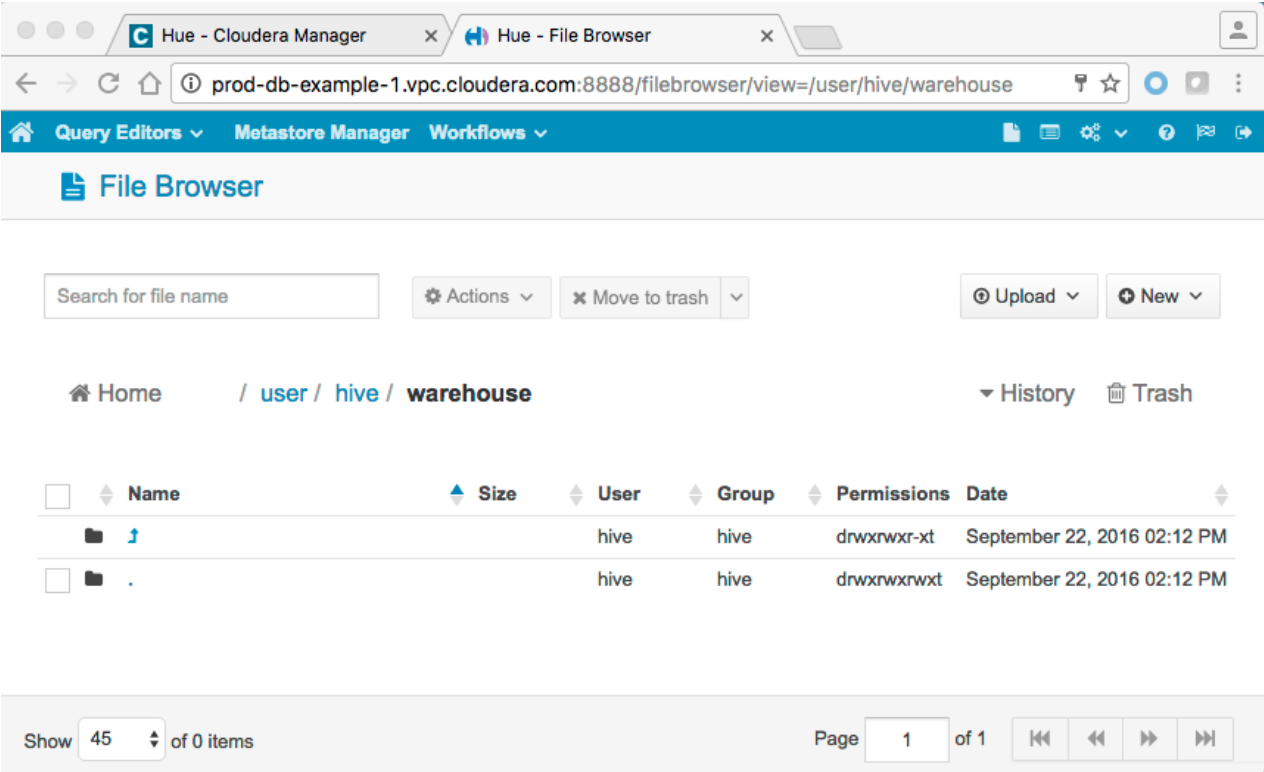 Hue - Cloudera Manager
Hue - File Browser
prod-db-example-1.vpc.cloudera.com:8888/filebrowser/view=/user/hive/warehouse
Query Editors Metastore Manager Workflows
File Browser
Search for file name Actions Move to trash Upload New
Home / user / hive / warehouse History Trash
Name Size User Group Permissions Date
hive hive drwxrwxr-xt September 22, 2016 02:12 PM
. hive hive drwxrwxrwxt September 22, 2016 02:12 PM
Show 45 of 0 items Page 1 of 1